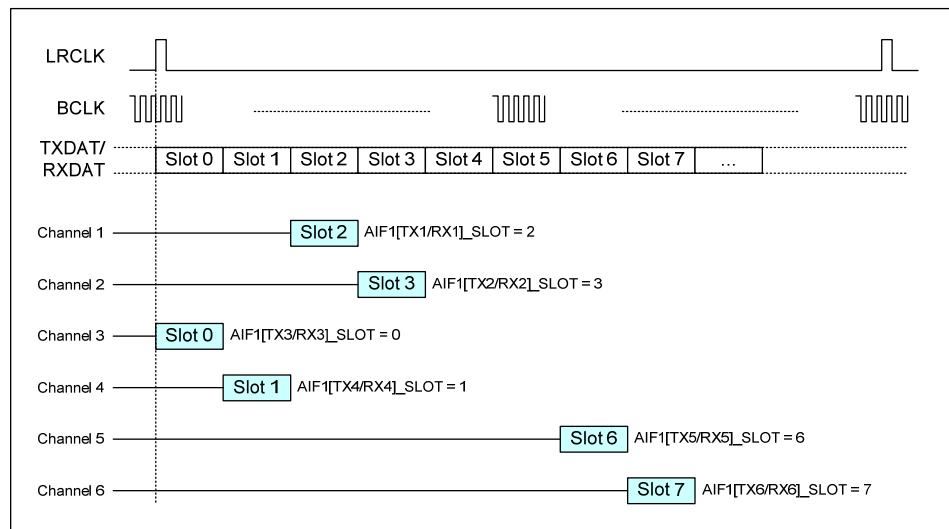 LRCLK
BCLK
TXDAT/
RXDAT
Slot 0 Slot 1 Slot 2 Slot 3 Slot 4 Slot 5 Slot 6 Slot 7 ...
Channel 1 Slot 2 AIF1[TX1/RX1]_SLOT = 2
Channel 2 Slot 3 AIF1[TX2/RX2]_SLOT = 3
Channel 3 Slot 0 AIF1[TX3/RX3]_SLOT = 0
Channel 4 Slot 1 AIF1[TX4/RX4]_SLOT = 1
Channel 5 Slot 6 AIF1[TX5/RX5]_SLOT = 6
Channel 6 Slot 7 AIF1[TX6/RX6]_SLOT = 7